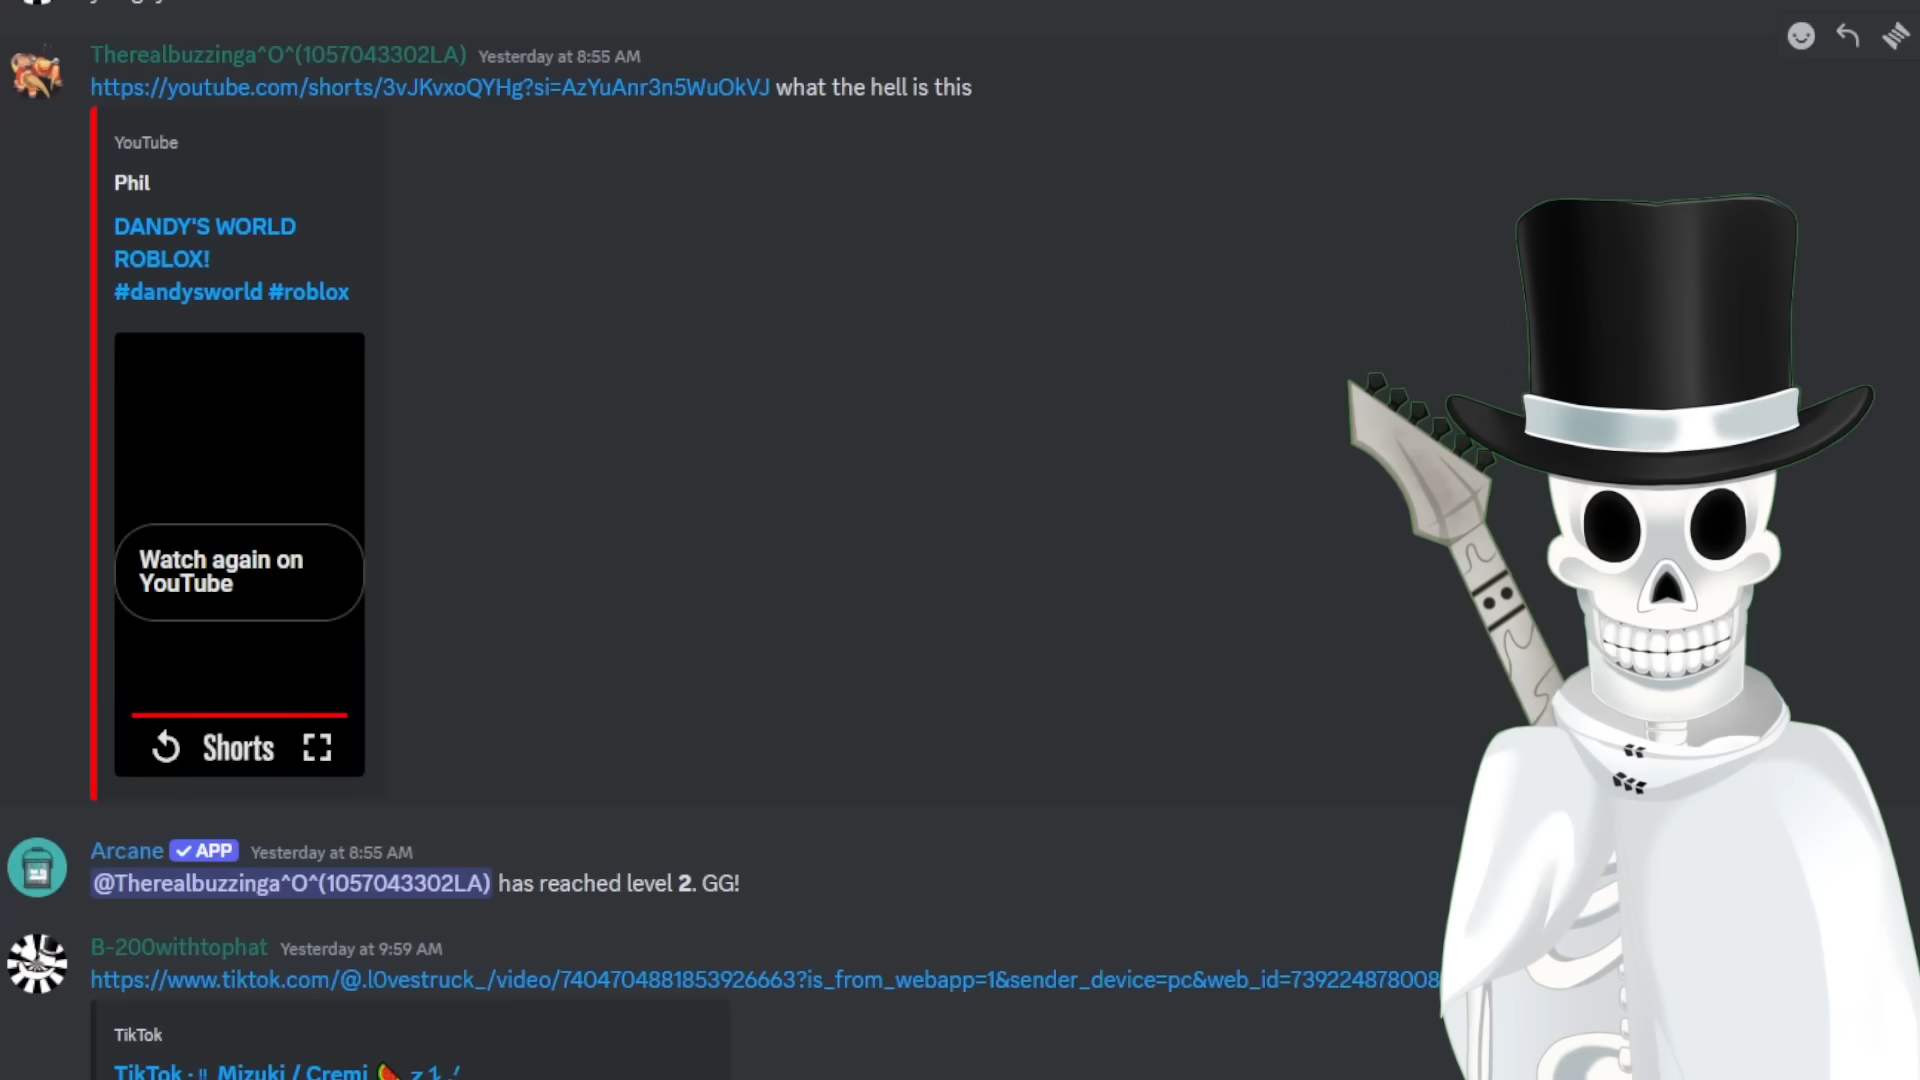 Therealbuzzinga^O^(1057043302LA) Yesterday at 8:55 AM
https://youtube.com/shorts/3vJKvxoQYHg?si=AzYuAnr3n5WuOkVJ what the hell is this
YouTube
Phil
DANDY'S WORLD
ROBLOX!
#dandysworld #roblox
Watch again on
YouTube
Shorts
Arcane APP Yesterday at 8:55 AM
@Therealbuzzinga^O^(1057043302LA) has reached level 2. GG!
B-200withtophat Yesterday at 9:59 AM
https://www.tiktok.com/@.l0vestruck_/video/7404704881853926663?is_from_webapp=1&sender_device=pc&web_id=739224878008
TikTok
TikTok · Mizuki / Cremi